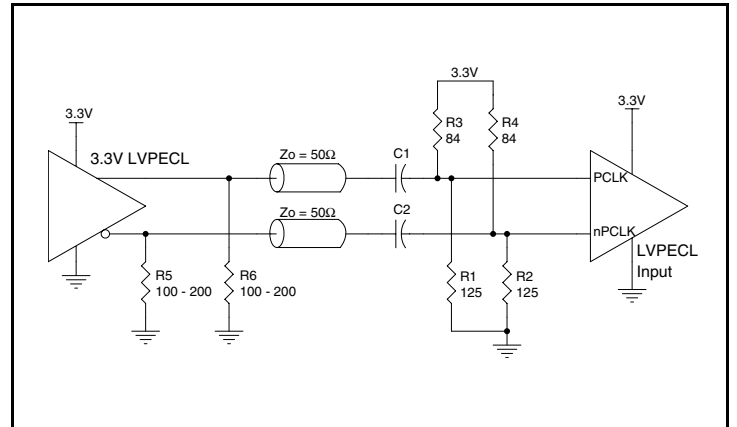 3.3V
3.3V
3.3V
R3
84
R4
84
3.3V LVPECL
Zo = 50Ω
C1
PCLK
Zo = 50Ω
C2
nPCLK
LVPECL
Input
R5
100 - 200
R6
100 - 200
R1
125
R2
125